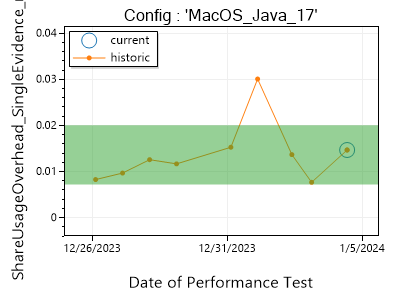 Config : 'MacOS_Java_17'
current
historic
0.04
0.03
0.02
0.01
0
12/26/2023
12/31/2023
1/5/2024
Date of Performance Test
ShareUsageOverhead_SingleEvidence_